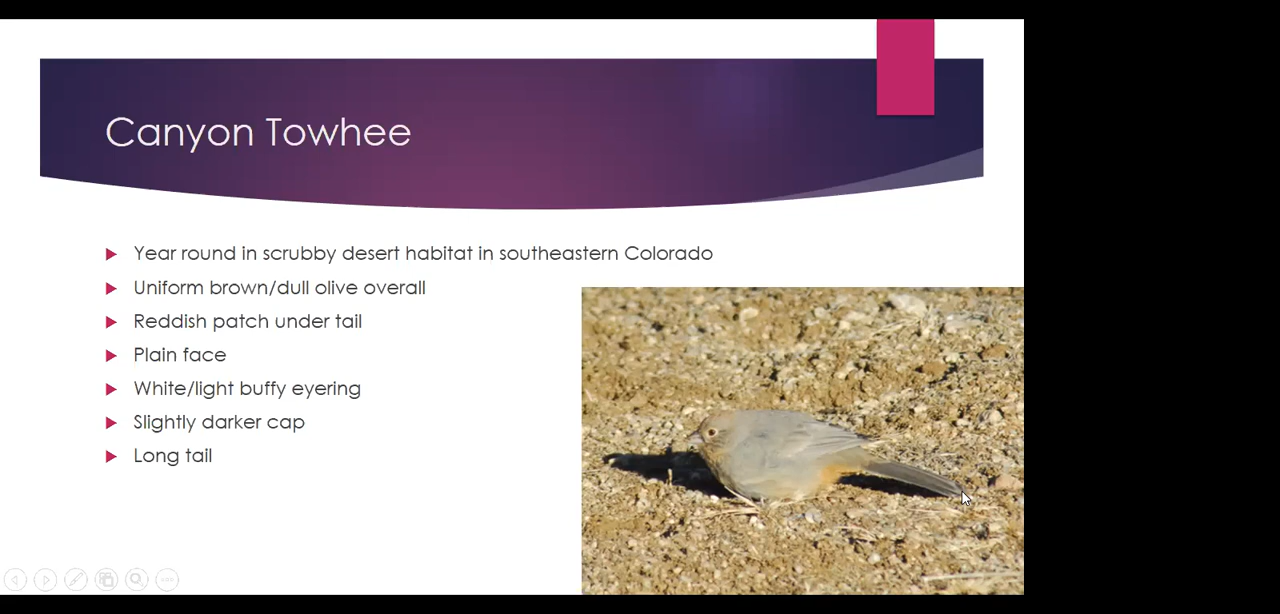 Canyon Towhee
Year round in scrubby desert habitat in southeastern Colorado
Uniform brown/dull olive overall
Reddish patch under tail
Plain face
White/light buffy eyering
Slightly darker cap
Long tail